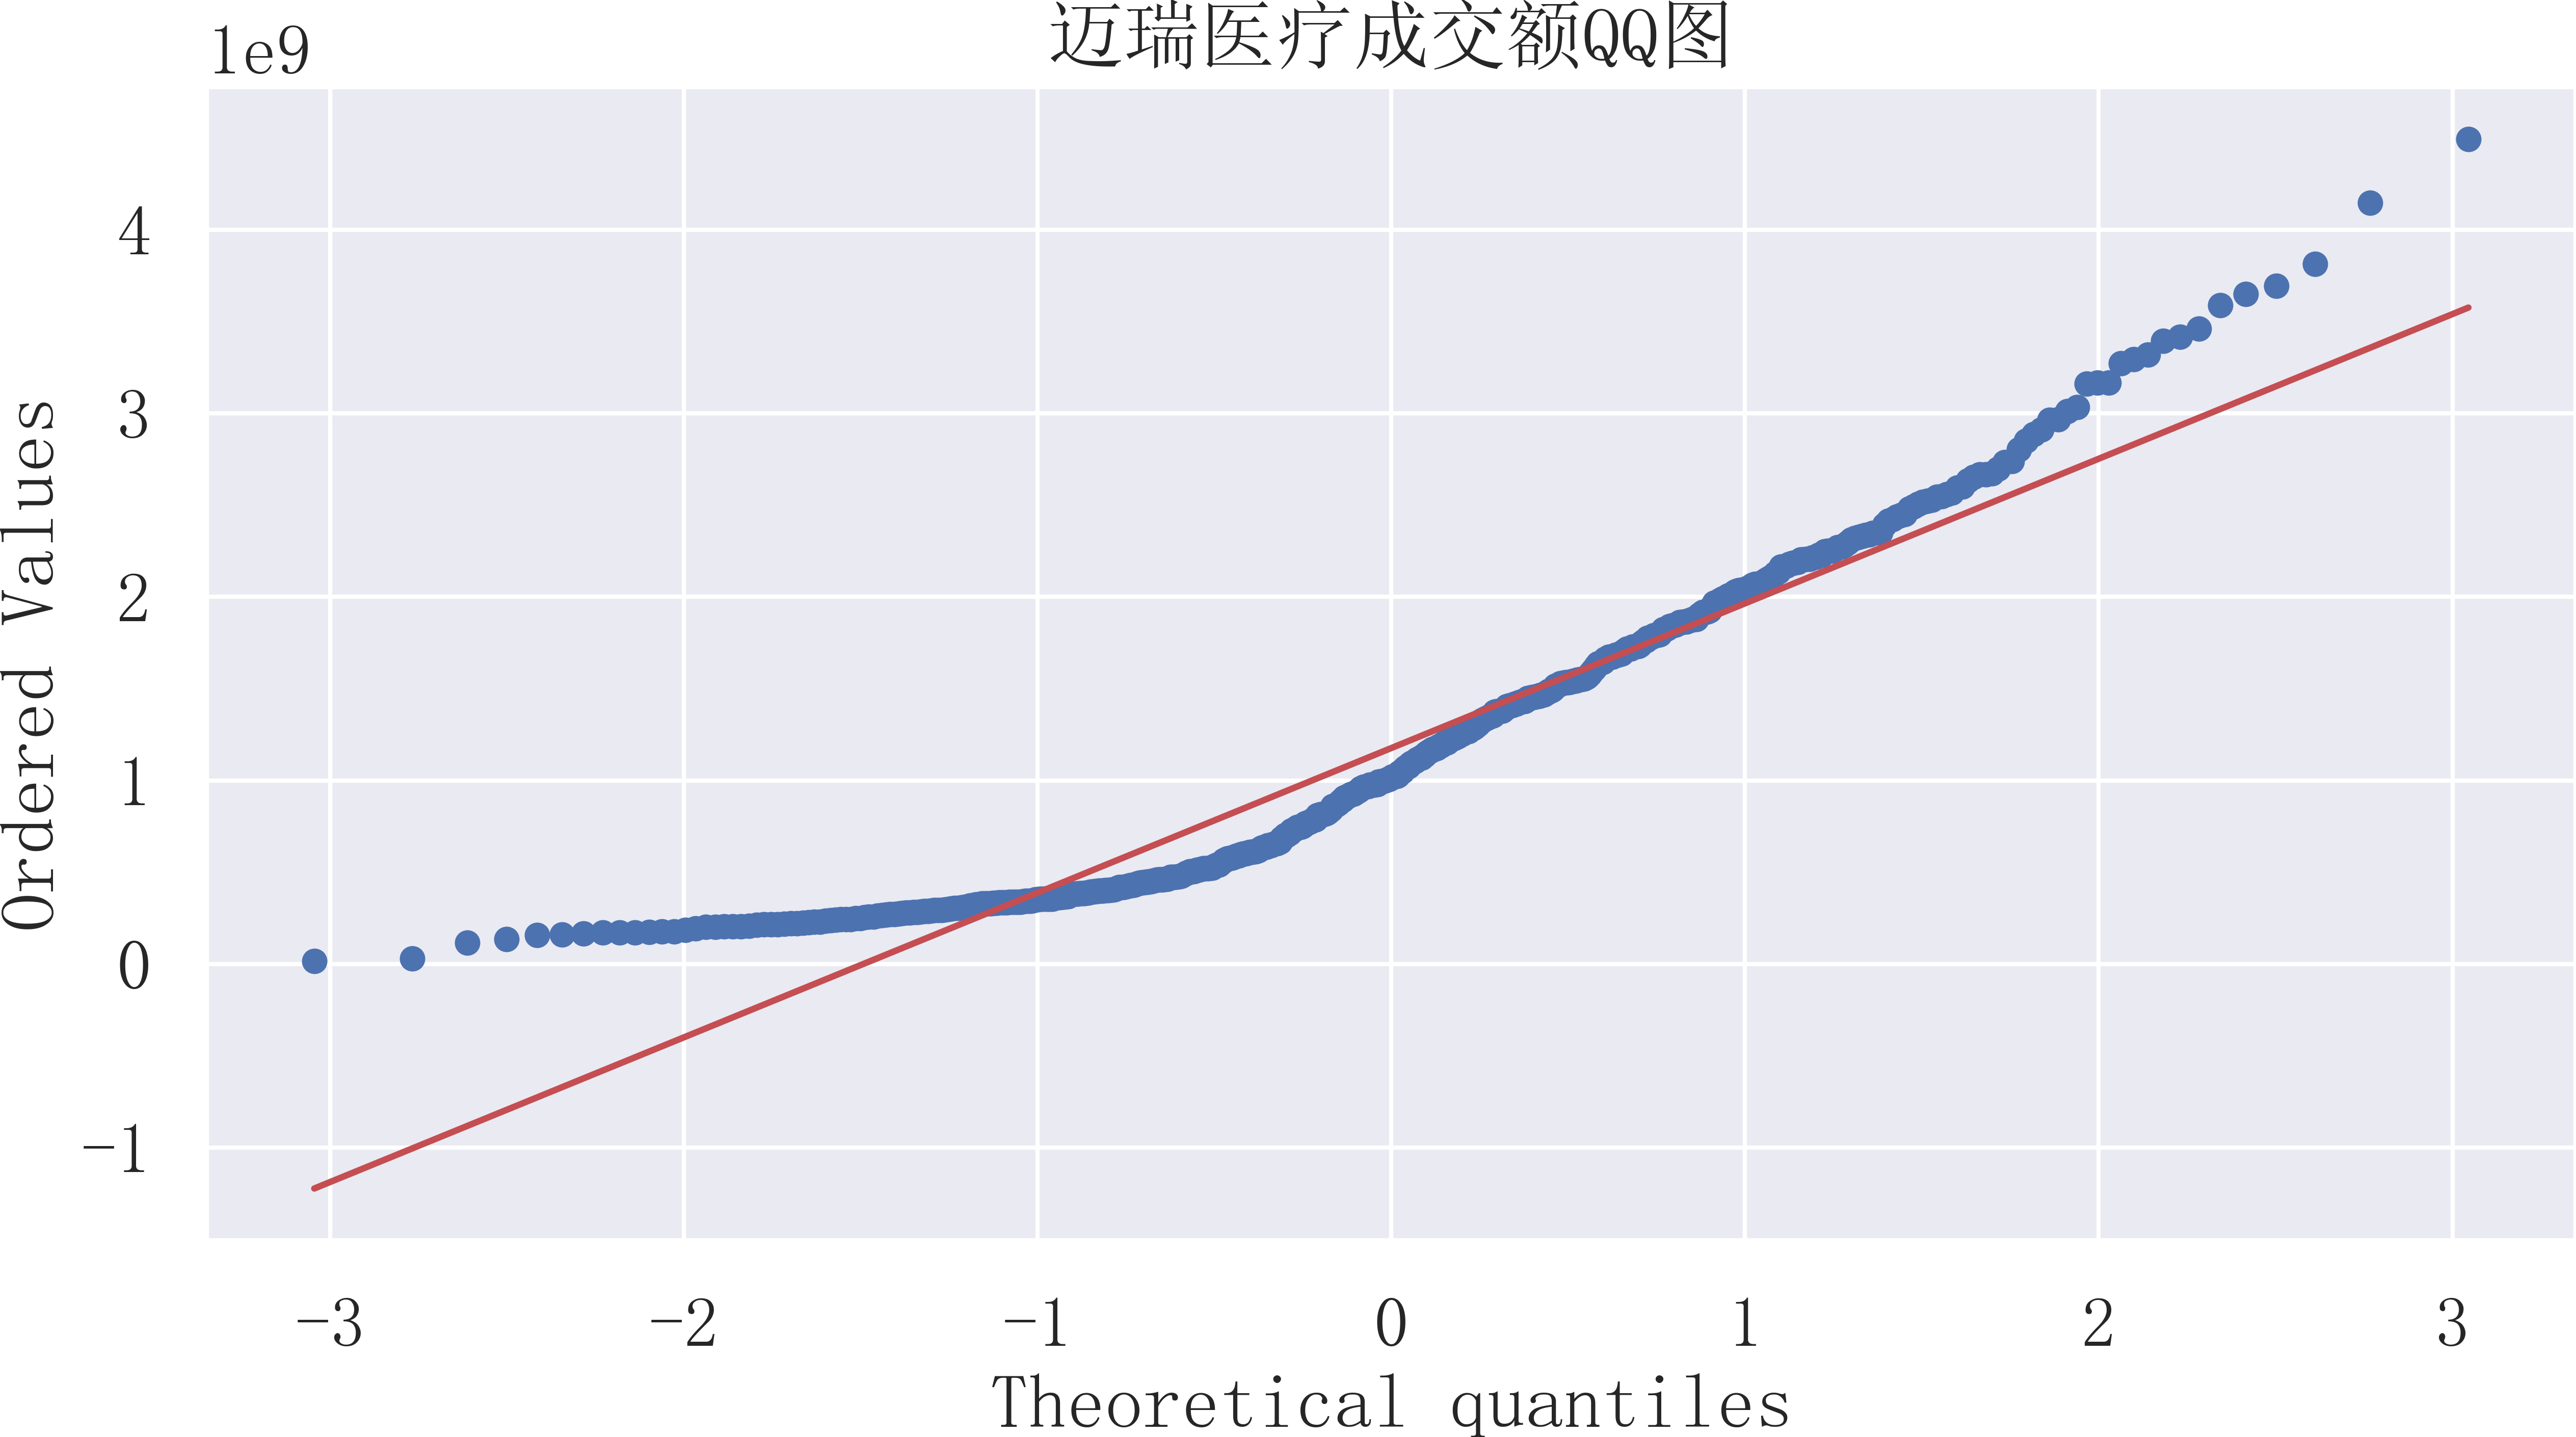 迈瑞医疗成交额QQ图
1e9
4
3
2
1
0
−1
Ordered Values
−3 −2 −1 0 1 2 3
Theoretical quantiles